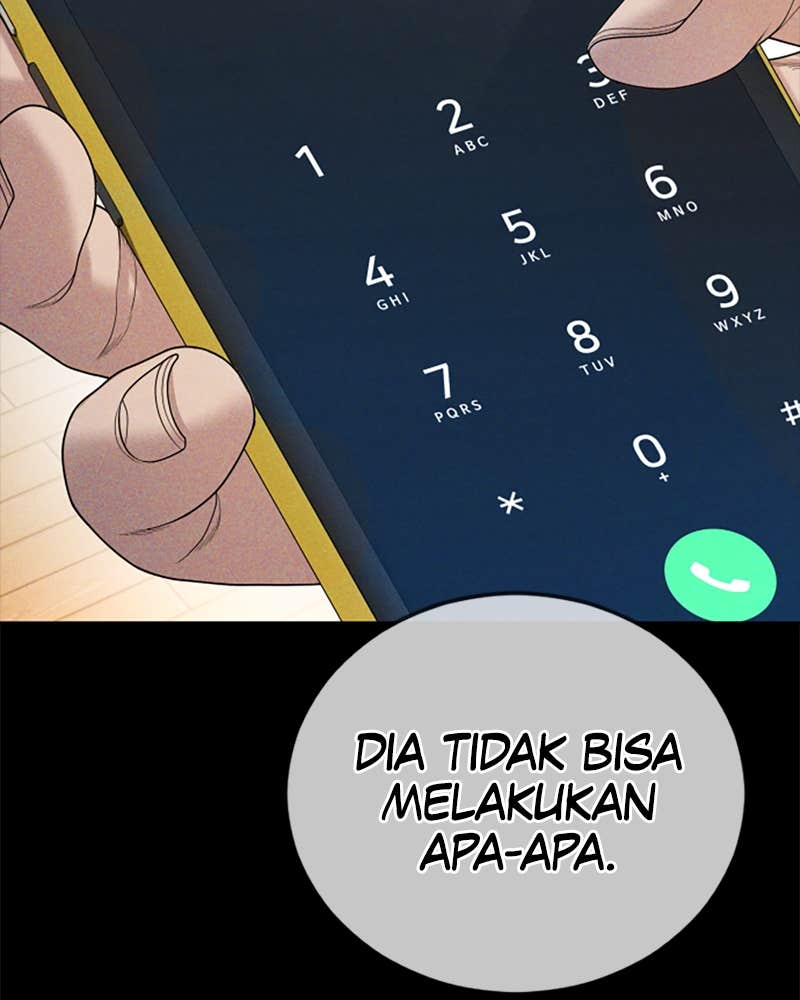 1
2
ABC
3
DEF
4
GHI
5
JKL
6
MNO
7
PQRS
8
TUV
9
WXYZ
*
0
+
#
DIA TIDAK BISA
MELAKUKAN
APA-APA.